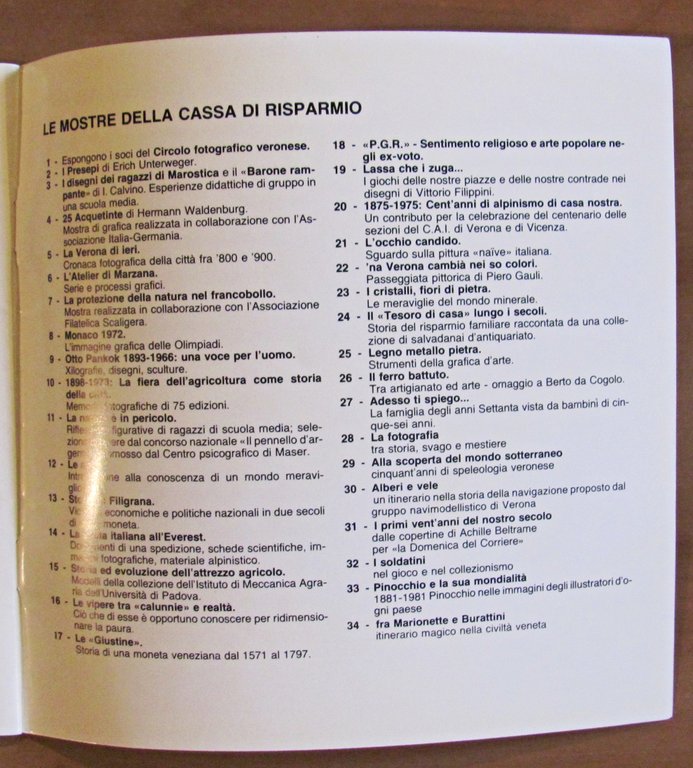 LE MOSTRE DELLA CASSA DI RISPARMIO
1 - Espongono i soci del Circolo fotografico veronese.
2 - I Presepi di Erich Unterweger.
3 - I disegni dei ragazzi di Marostica e il «Barone ram-
pante» di I. Calvino. Esperienze didattiche di gruppo in
una scuola media.
4 - 25 Acquetinte di Hermann Waldenburg.
Mostra di grafica realizzata in collaborazione con l'As-
sociazione Italia-Germania.
5 - La Verona di ieri.
Cronaca fotografica della città fra '800 e '900.
6 - L'Atelier di Marzana.
Serie e processi grafici.
7 - La protezione della natura nel francobollo.
Mostra realizzata in collaborazione con l'Associazione
Filatelica Scaligera.
8 - Monaco 1972.
L'immagine grafica delle Olimpiadi.
9 - Otto Pankok 1893-1966: una voce per l'uomo.
Xilografie, disegni, sculture.
10 - 1898-1973: La fiera dell'agricoltura come storia
della
fotografiche di 75 edizioni.
11 - La in pericolo.
figurative di ragazzi di scuola media; sele-
dal concorso nazionale «Il pennello d'ar-
dal Centro psicografico di Maser.
12 - Le
alla conoscenza di un mondo meravi-
13 - Filigrana.
economiche e politiche nazionali in due secoli
moneta.
14 - La italiana all'Everest.
di una spedizione, schede scientifiche, im-
fotografiche, materiale alpinistico.
15 - Storia ed evoluzione dell'attrezzo agricolo.
Modelli della collezione dell'Istituto di Meccanica Agra-
ria dell'Università di Padova.
16 - Le vipere tra «calunnie» e realtà.
Ciò che di esse è opportuno conoscere per ridimensio-
nare la paura.
17 - Le «Giustine».
Storia di una moneta veneziana dal 1571 al 1797.
18 - «P.G.R.» - Sentimento religioso e arte popolare ne-
gli ex-voto.
19 - Lassa che i zuga...
I giochi delle nostre piazze e delle nostre contrade nei
disegni di Vittorio Filippini.
20 - 1875-1975: Cent'anni di alpinismo di casa nostra.
Un contributo per la celebrazione del centenario delle
sezioni del C.A.I. di Verona e di Vicenza.
21 - L'occhio candido.
Sguardo sulla pittura «naïve» italiana.
22 - 'na Verona cambià nei so colori.
Passeggiata pittorica di Piero Gauli.
23 - I cristalli, fiori di pietra.
Le meraviglie del mondo minerale.
24 - Il «Tesoro di casa» lungo i secoli.
Storia del risparmio familiare raccontata da una colle-
zione di salvadanai d'antiquariato.
25 - Legno metallo pietra.
Strumenti della grafica d'arte.
26 - Il ferro battuto.
Tra artigianato ed arte - omaggio a Berto da Cogolo.
27 - Adesso ti spiego...
La famiglia degli anni Settanta vista da bambini di cin-
que-sei anni.
28 - La fotografia
tra storia, svago e mestiere
29 - Alla scoperta del mondo sotterraneo
cinquant'anni di speleologia veronese
30 - Alberi e vele
un itinerario nella storia della navigazione proposto dal
gruppo navimodellistico di Verona
31 - I primi vent'anni del nostro secolo
dalle copertine di Achille Beltrame
per «la Domenica del Corriere»
32 - I soldatini
nel gioco e nel collezionismo
33 - Pinocchio e la sua mondialità
1881-1981 Pinocchio nelle immagini degli illustratori d'o-
gni paese
34 - fra Marionette e Burattini
itinerario magico nella civiltà veneta